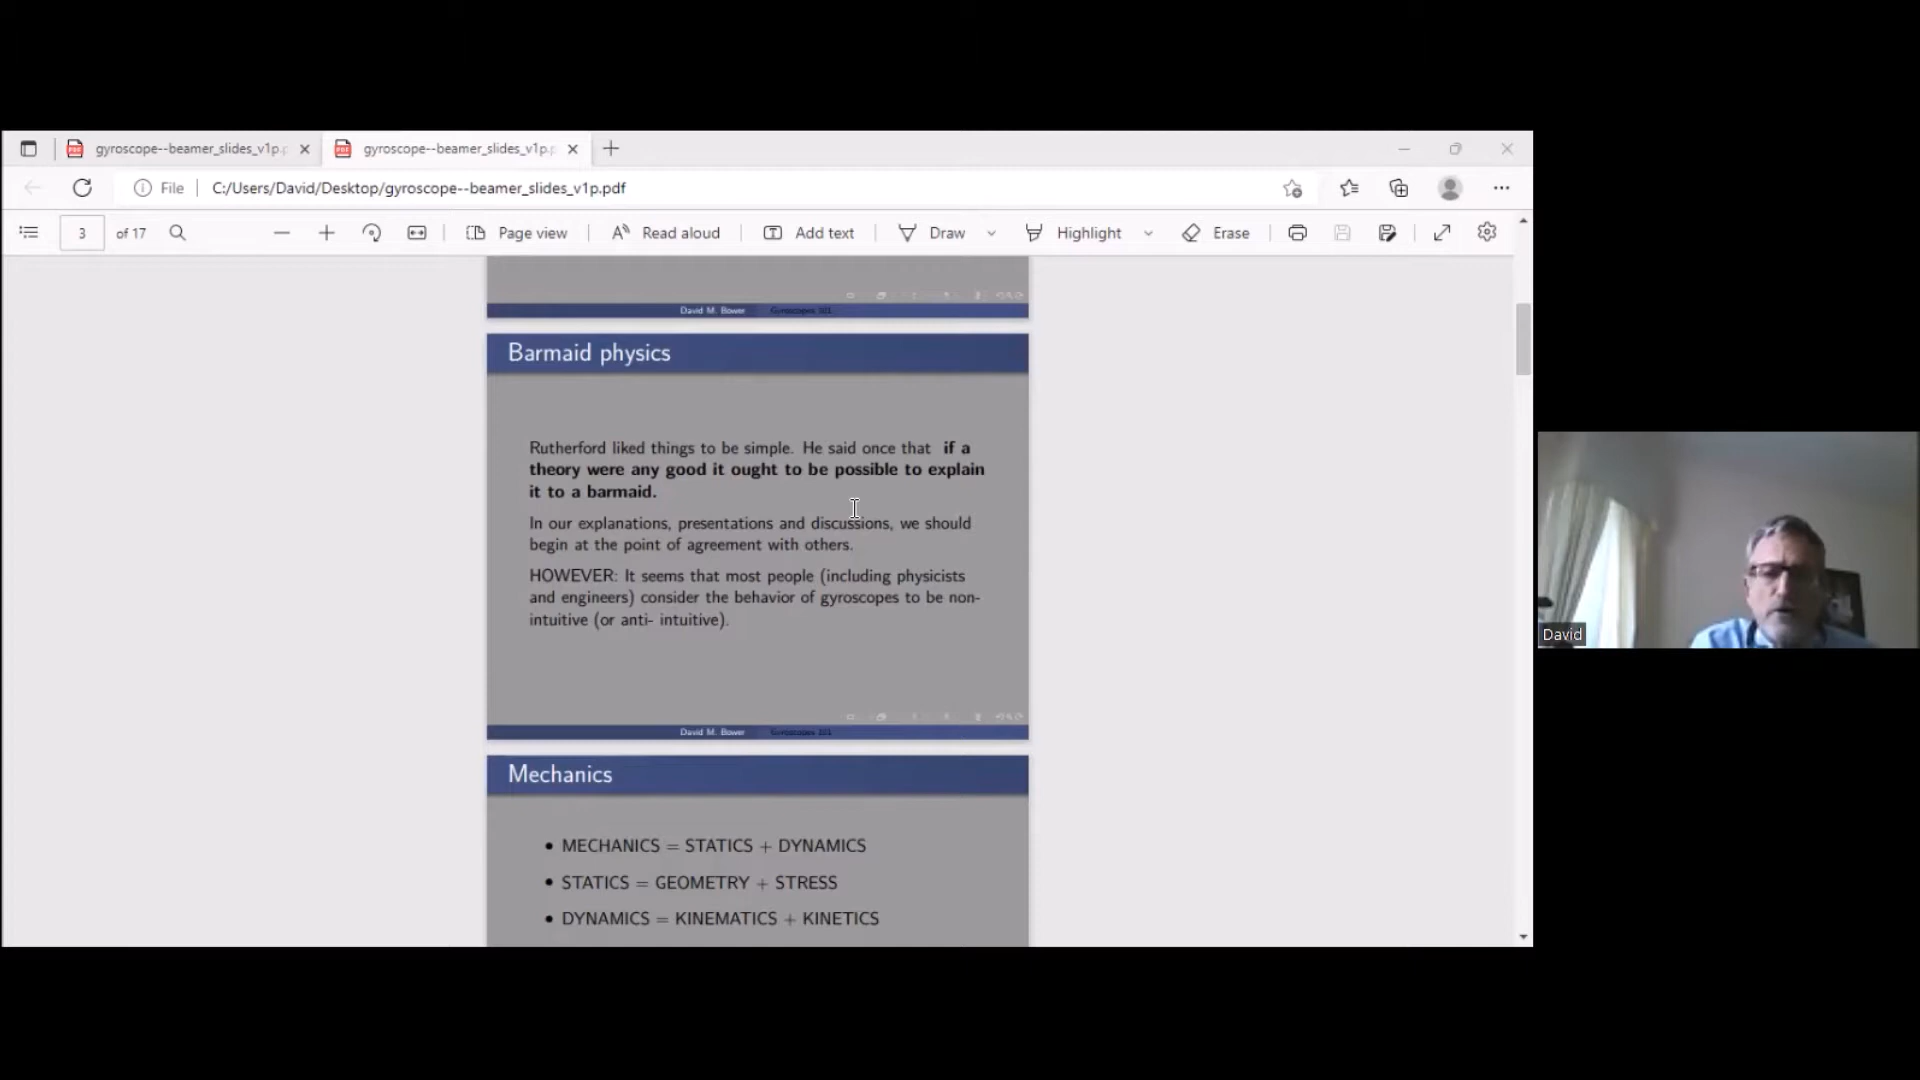 gyroscope--beamer_slides_v1p.p
gyroscope--beamer_slides_v1p.p
File
C:/Users/David/Desktop/gyroscope--beamer_slides_v1p.pdf
3 of 17
Page view
Read aloud
Add text
Draw
Highlight
Erase
David M. Bower Gyroscopes 101
Barmaid physics
Rutherford liked things to be simple. He said once that if a
theory were any good it ought to be possible to explain
it to a barmaid.
In our explanations, presentations and discussions, we should
begin at the point of agreement with others.
HOWEVER: It seems that most people (including physicists
and engineers) consider the behavior of gyroscopes to be non-
intuitive (or anti- intuitive).
David M. Bower Gyroscopes 101
Mechanics
• MECHANICS = STATICS + DYNAMICS
• STATICS = GEOMETRY + STRESS
• DYNAMICS = KINEMATICS + KINETICS
David